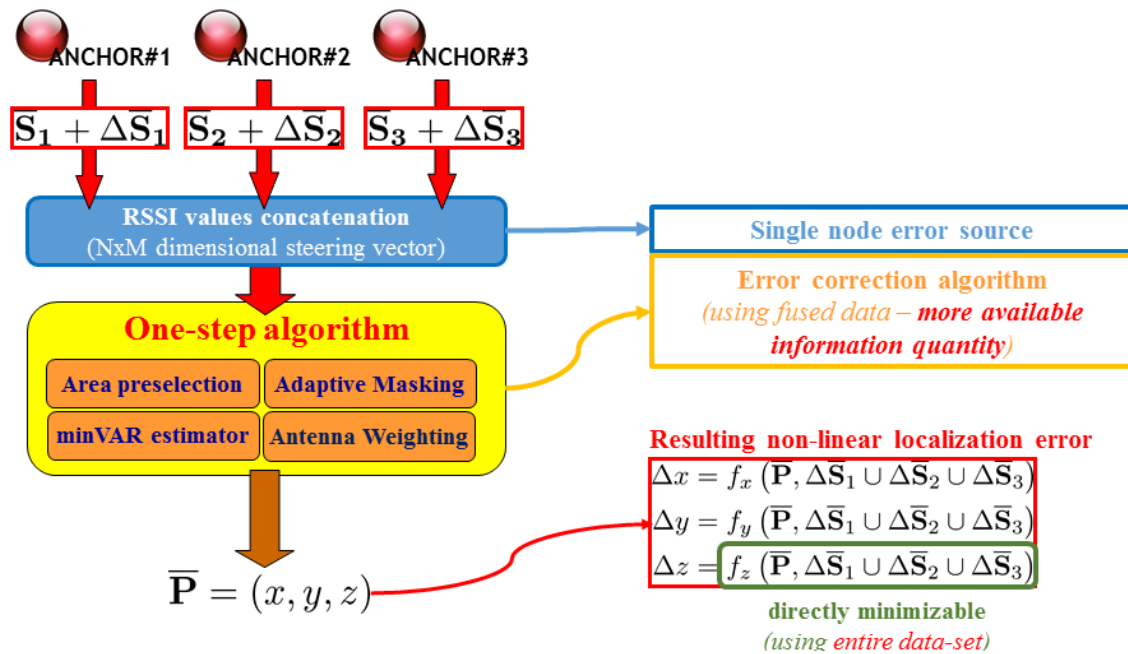 ANCHOR#1 ANCHOR#2 ANCHOR#3
S̅₁ + ΔS̅₁ S̅₂ + ΔS̅₂ S̅₃ + ΔS̅₃
RSSI values concatenation
(NxM dimensional steering vector)
Single node error source
Error correction algorithm
(using fused data – more available
information quantity)
One-step algorithm
Area preselection Adaptive Masking
minVAR estimator Antenna Weighting
Resulting non-linear localization error
Δx = fₓ (P̅, ΔS̅₁ ∪ ΔS̅₂ ∪ ΔS̅₃)
Δy = f_y (P̅, ΔS̅₁ ∪ ΔS̅₂ ∪ ΔS̅₃)
Δz = f_z (P̅, ΔS̅₁ ∪ ΔS̅₂ ∪ ΔS̅₃)
P̅ = (x, y, z)
directly minimizable
(using entire data-set)